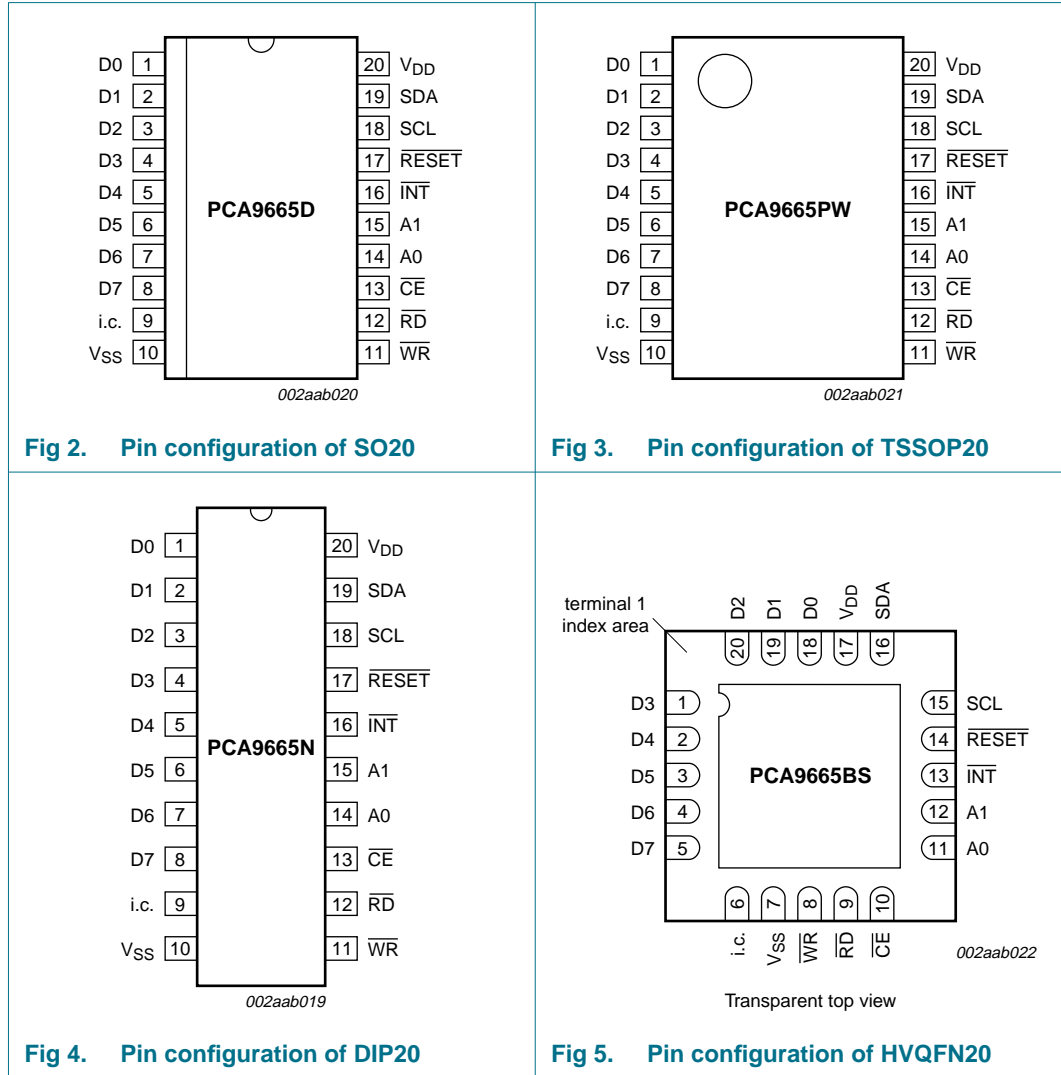 D0 1 20 VDD
D1 2 19 SDA
D2 3 18 SCL
D3 4 17 RESET
D4 5 16 INT
PCA9665D
D5 6 15 A1
D6 7 14 A0
D7 8 13 CE
i.c. 9 12 RD
VSS 10 11 WR
002aab020
Fig 2. Pin configuration of SO20
D0 1 20 VDD
D1 2 19 SDA
D2 3 18 SCL
D3 4 17 RESET
D4 5 16 INT
PCA9665PW
D5 6 15 A1
D6 7 14 A0
D7 8 13 CE
i.c. 9 12 RD
VSS 10 11 WR
002aab021
Fig 3. Pin configuration of TSSOP20
D0 1 20 VDD
D1 2 19 SDA
D2 3 18 SCL
D3 4 17 RESET
D4 5 16 INT
PCA9665N
D5 6 15 A1
D6 7 14 A0
D7 8 13 CE
i.c. 9 12 RD
VSS 10 11 WR
002aab019
Fig 4. Pin configuration of DIP20
terminal 1
index area
D2 D1 D0 VDD SDA
20 19 18 17 16
D3 1 15 SCL
D4 2 14 RESET
D5 3 PCA9665BS 13 INT
D6 4 12 A1
D7 5 11 A0
6 7 8 9 10
i.c. VSS WR RD CE
002aab022
Transparent top view
Fig 5. Pin configuration of HVQFN20